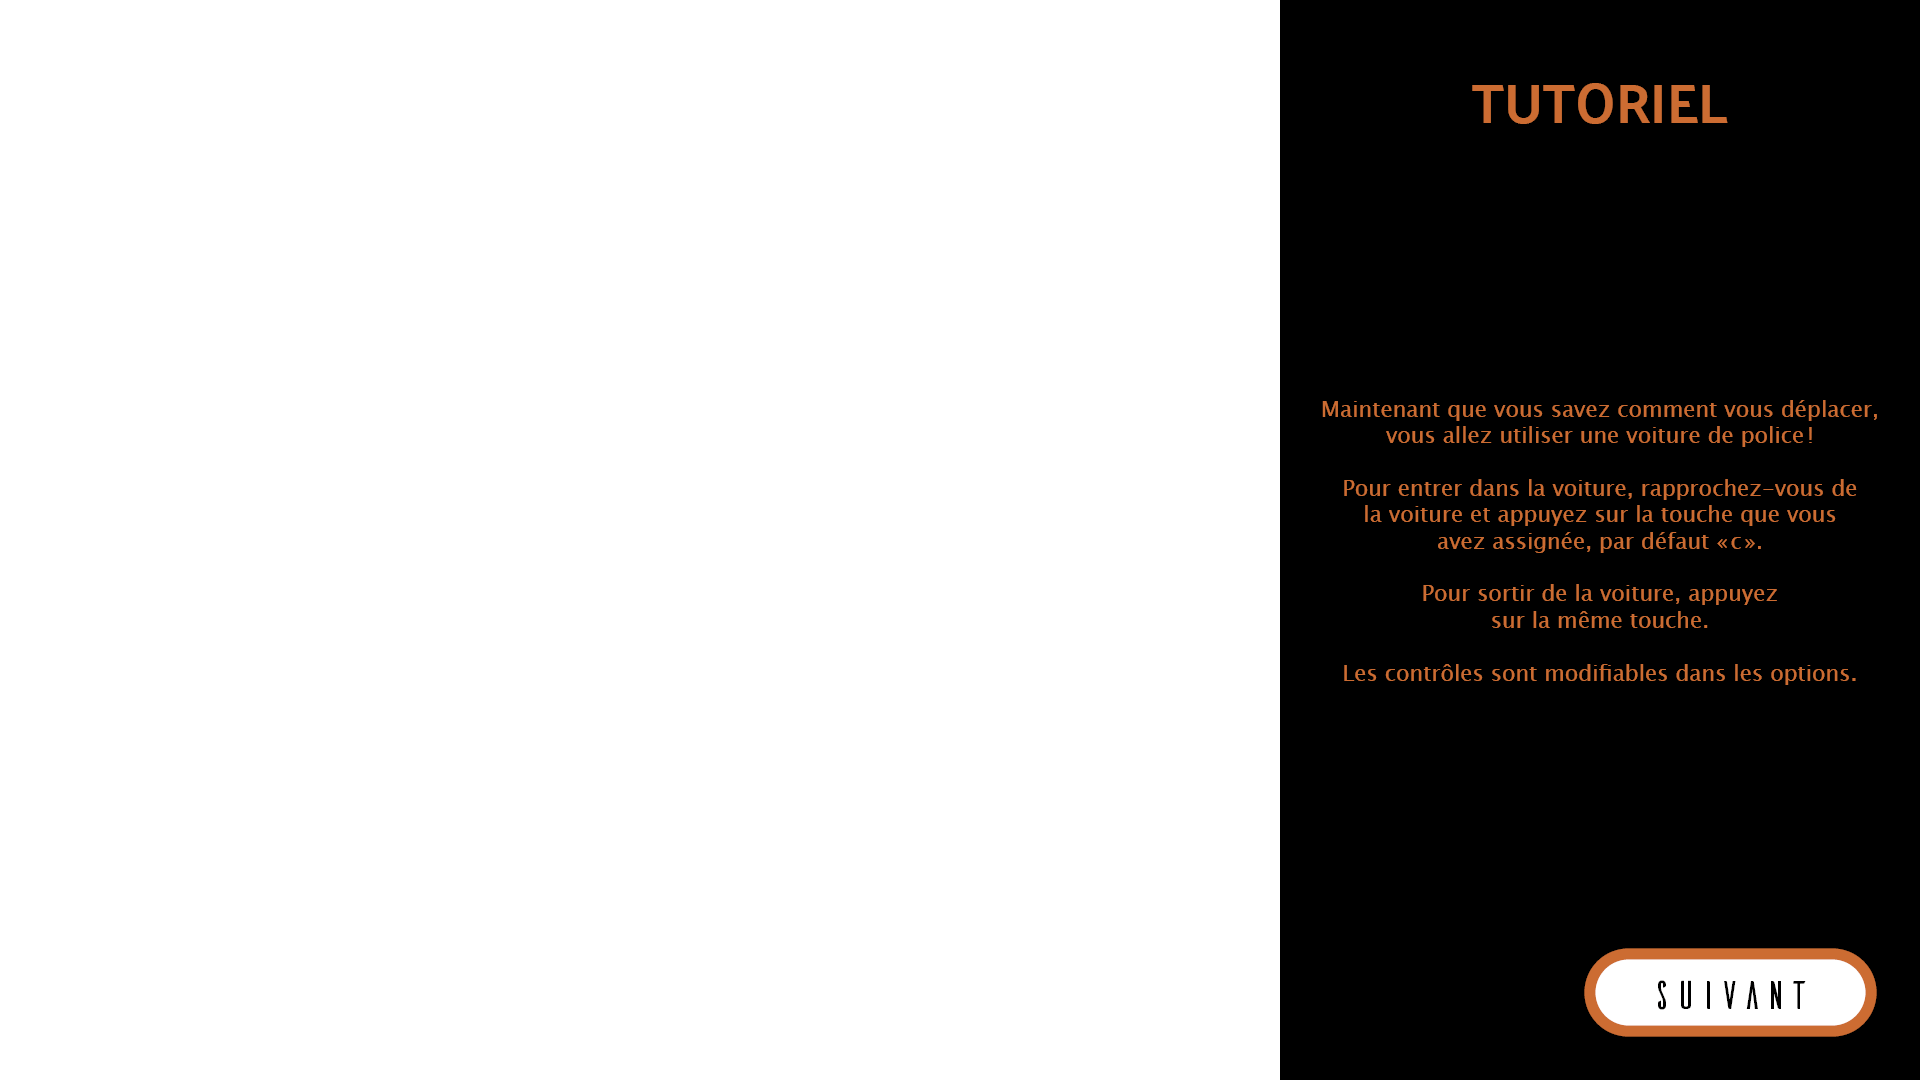 TUTORIEL
Maintenant que vous savez comment vous déplacer,
vous allez utiliser une voiture de police !
Pour entrer dans la voiture, rapprochez-vous de
la voiture et appuyez sur la touche que vous
avez assignée, par défaut « c ».
Pour sortir de la voiture, appuyez
sur la même touche.
Les contrôles sont modifiables dans les options.
SUIVANT